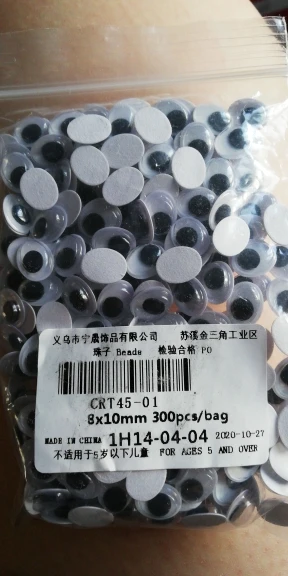 义乌市宁晟饰品有限公司 苏溪金三角工业区
珠子 Beads 检验合格 PO
CRT45-01
8x10mm 300pcs/bag
MADE IN CHINA 1H14-04-04 2020-10-27
不适用于5岁以下儿童 FOR AGES 5 AND OVER